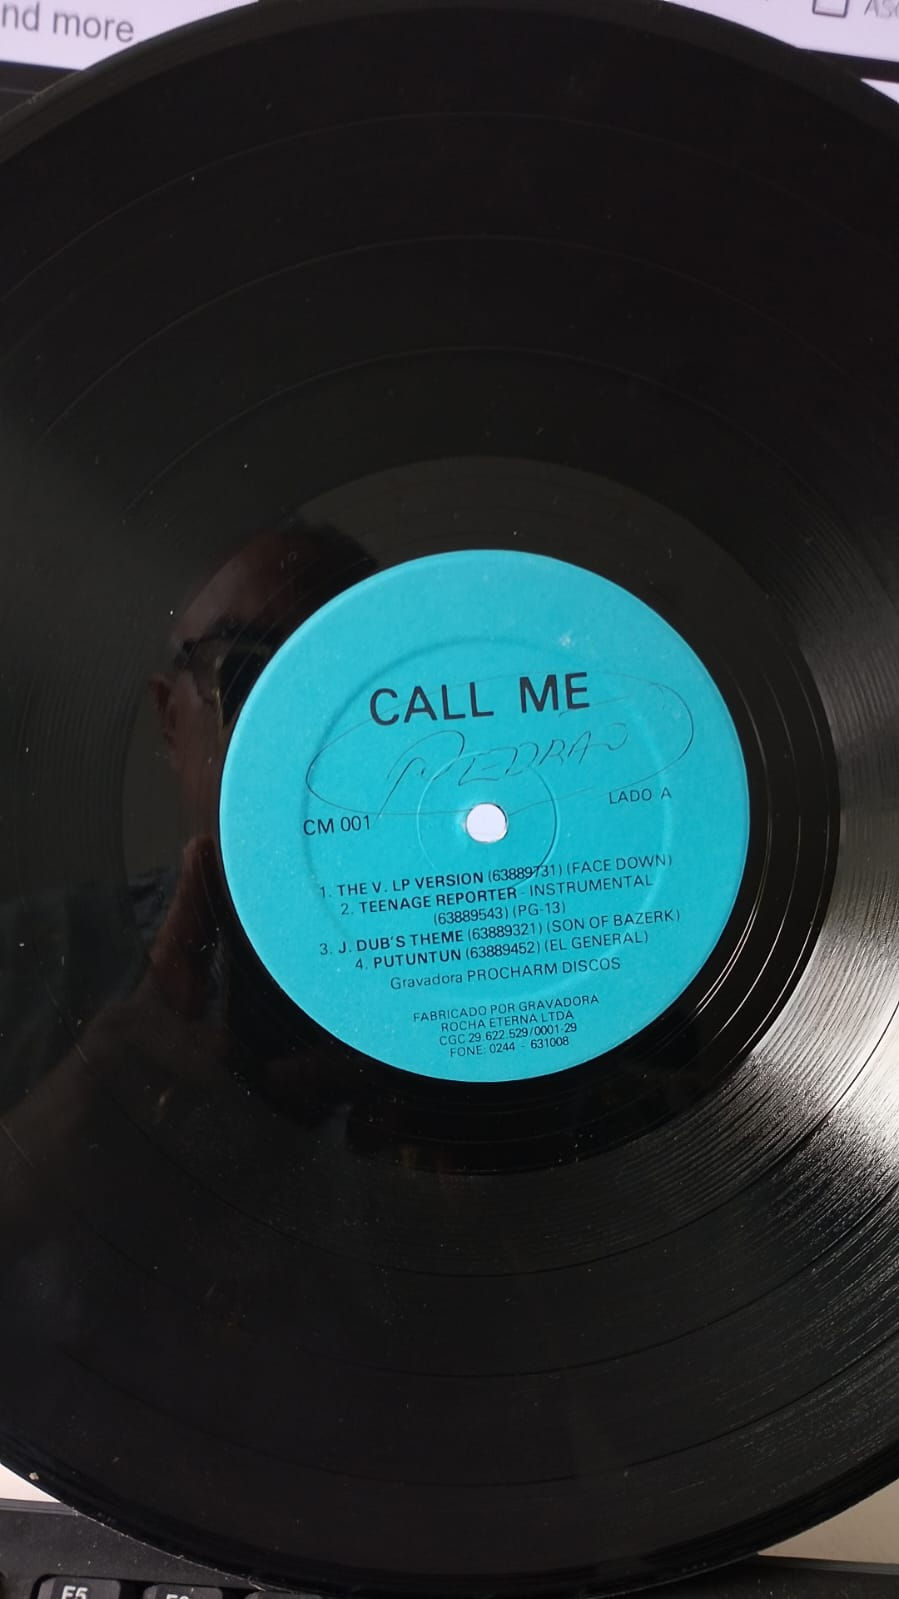 nd more
CALL ME
PEDRAO
LADO A
CM 001
1. THE V. LP VERSION (63889731) (FACE DOWN)
2. TEENAGE REPORTER - INSTRUMENTAL
(63889543) (PG-13)
3. J. DUB'S THEME (63889321) (SON OF BAZERK)
4. PUTUNTUN (63889452) (EL GENERAL)
Gravadora PROCHARM DISCOS
FABRICADO POR GRAVADORA
ROCHA ETERNA LTDA
CGC 29.622.529/0001-29
FONE: 0244 - 631008
F5